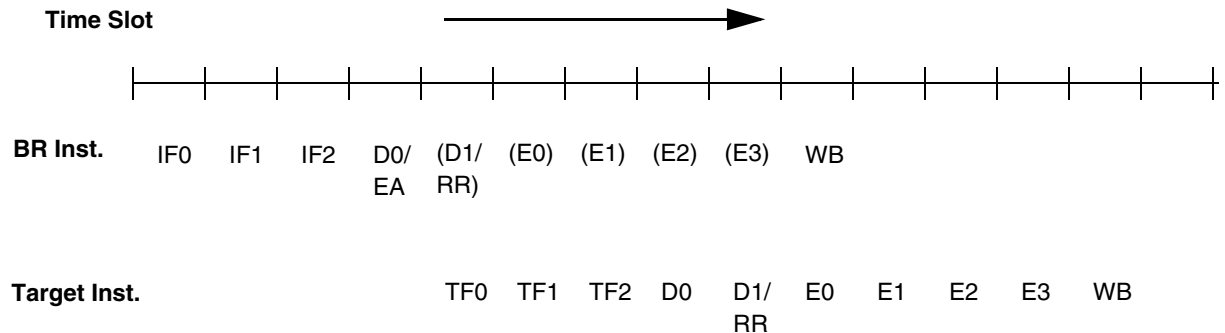 Time Slot
BR Inst. IF0 IF1 IF2 D0/ (D1/ (E0) (E1) (E2) (E3) WB
EA RR)
Target Inst. TF0 TF1 TF2 D0 D1/ E0 E1 E2 E3 WB
RR